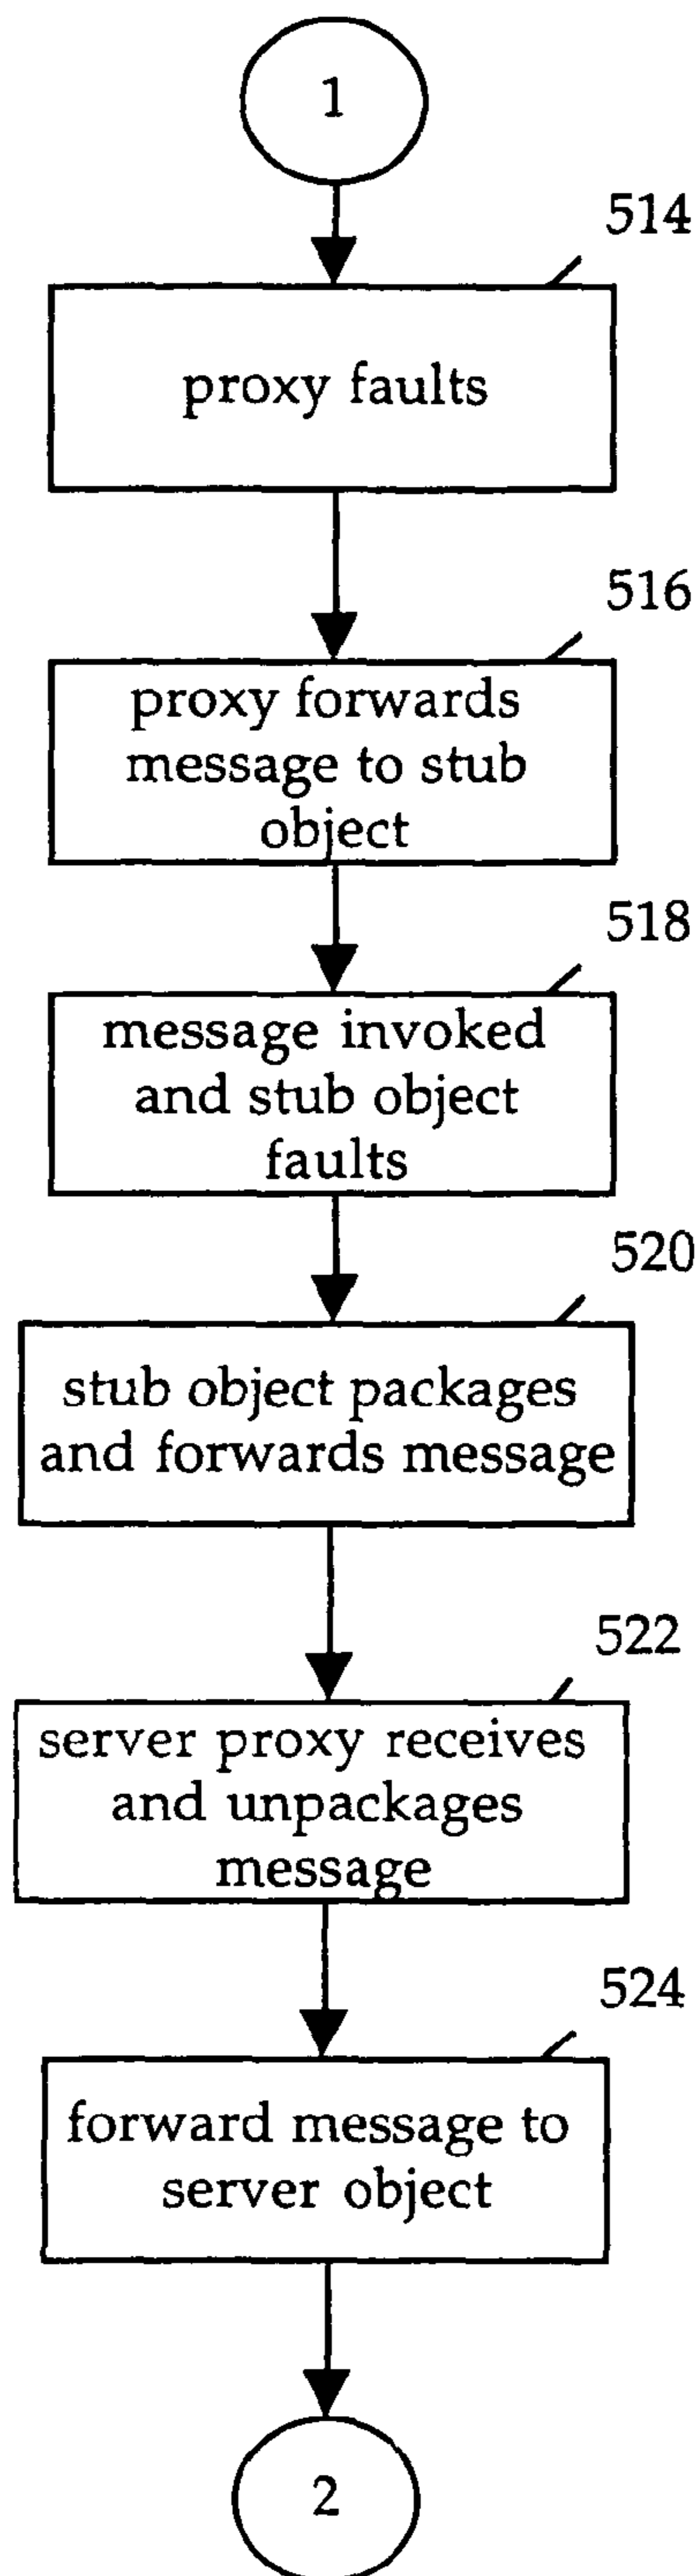 1
514
proxy faults
516
proxy forwards
message to stub
object
518
message invoked
and stub object
faults
520
stub object packages
and forwards message
522
server proxy receives
and unpackages
message
524
forward message to
server object
2